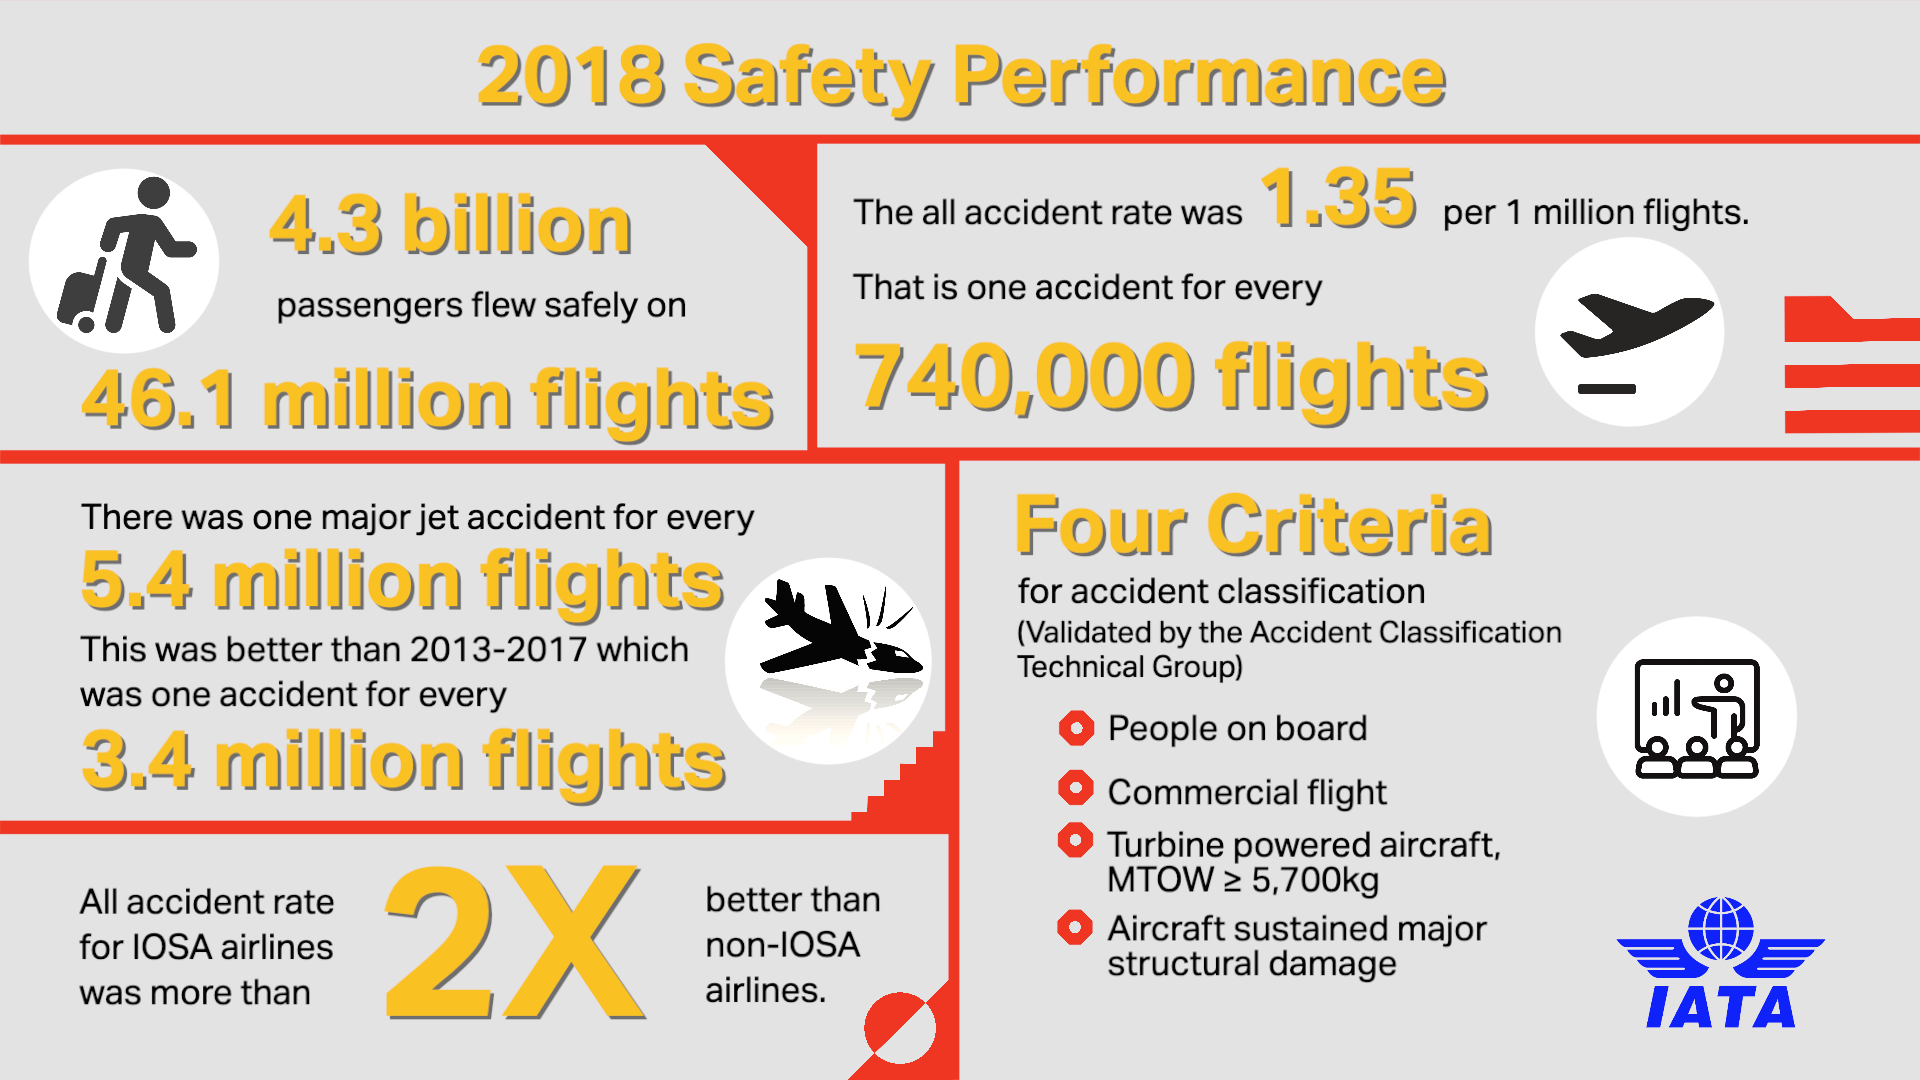 2018 Safety Performance
4.3 billion
passengers flew safely on
46.1 million flights
The all accident rate was 1.35 per 1 million flights.
That is one accident for every
740,000 flights
There was one major jet accident for every
5.4 million flights
This was better than 2013-2017 which
was one accident for every
3.4 million flights
All accident rate
for IOSA airlines
was more than
2X
better than
non-IOSA
airlines.
Four Criteria
for accident classification
(Validated by the Accident Classification
Technical Group)
People on board
Commercial flight
Turbine powered aircraft,
MTOW ≥ 5,700kg
Aircraft sustained major
structural damage
IATA